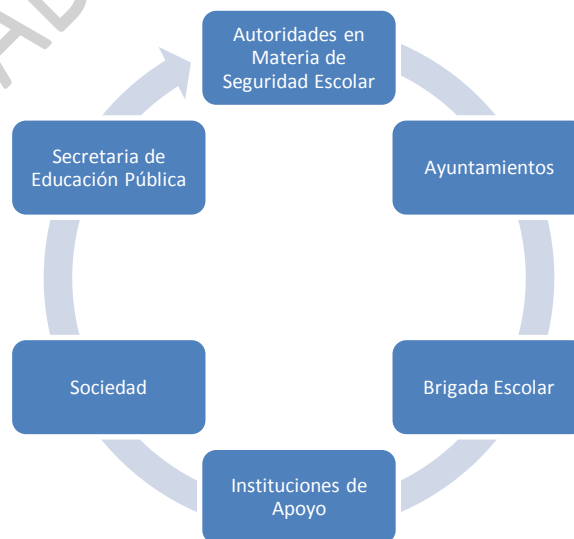 Autoridades en
Materia de
Seguridad Escolar
Ayuntamientos
Brigada Escolar
Instituciones de
Apoyo
Sociedad
Secretaria de
Educación Pública